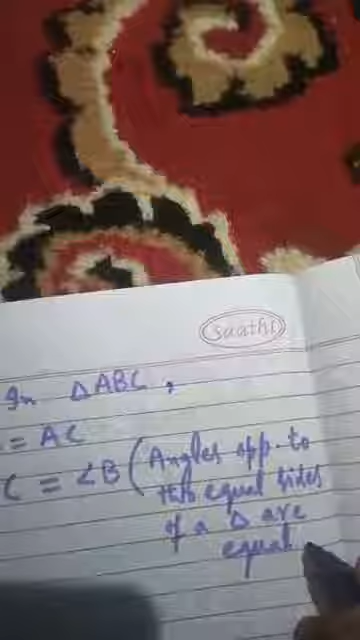 saathi
In △ABC,
= AC
C = ∠B (Angles opp. to
the equal sides
of a △ are
equal